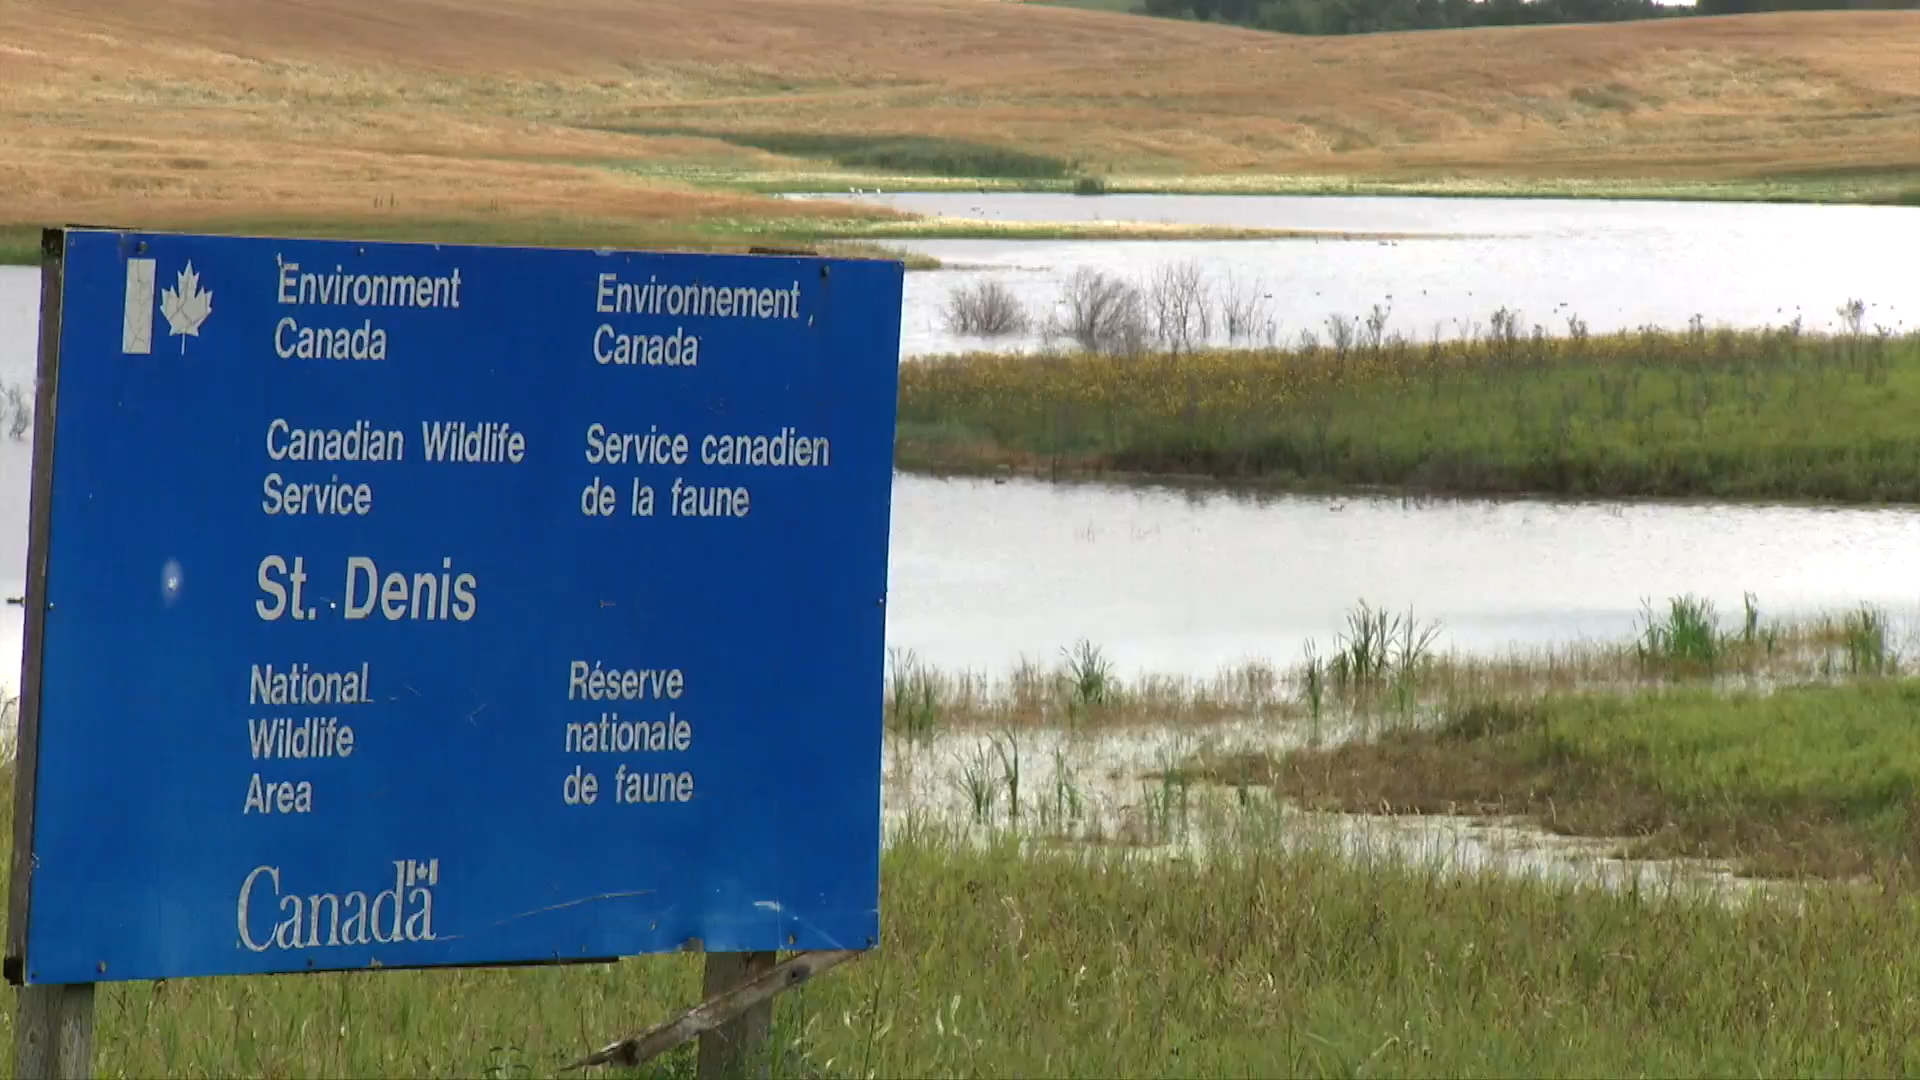 Environment
Canada
Environnement
Canada
Canadian Wildlife
Service
Service canadien
de la faune
St. Denis
National
Wildlife
Area
Réserve
nationale
de faune
Canada